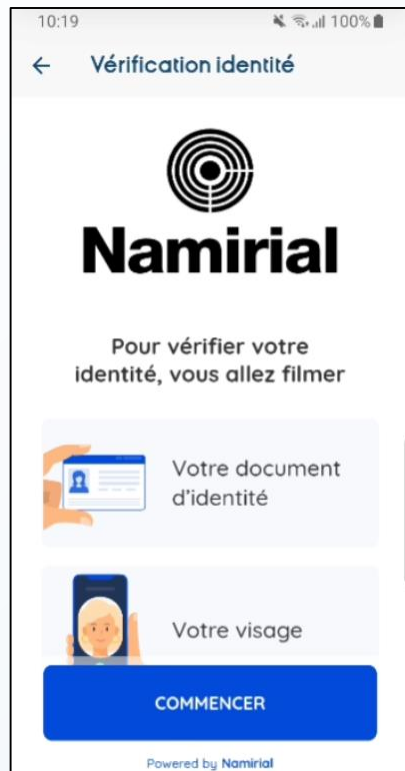 10:19 100%
Vérification identité
Namirial
Pour vérifier votre
identité, vous allez filmer
Votre document
d'identité
Votre visage
COMMENCER
Powered by Namirial